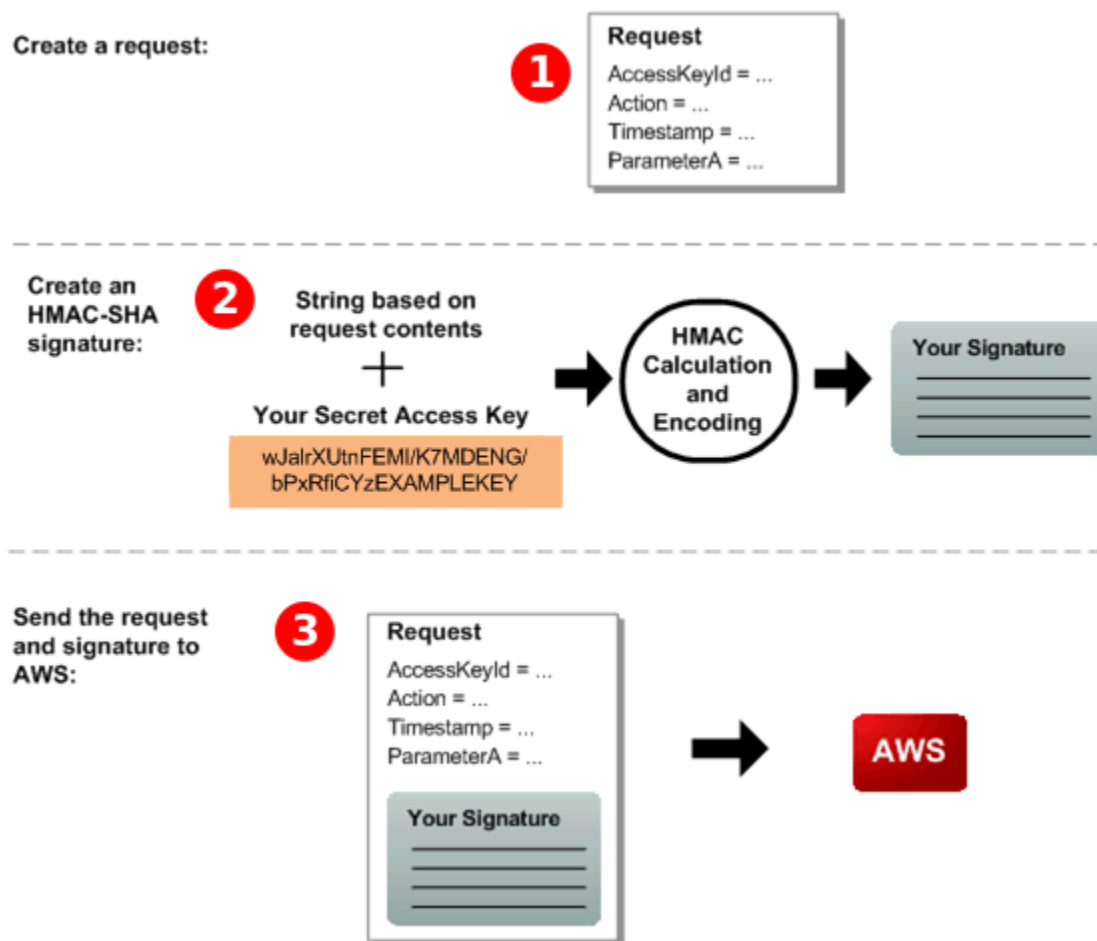 Create a request:
1
Request
AccessKeyId = ...
Action = ...
Timestamp = ...
ParameterA = ...
Create an
HMAC-SHA
signature:
2
String based on
request contents
+
Your Secret Access Key
wJalrXUtnFEMI/K7MDENG/
bPxRfiCYzEXAMPLEKEY
HMAC
Calculation
and
Encoding
Your Signature
Send the request
and signature to
AWS:
3
Request
AccessKeyId = ...
Action = ...
Timestamp = ...
ParameterA = ...
Your Signature
AWS